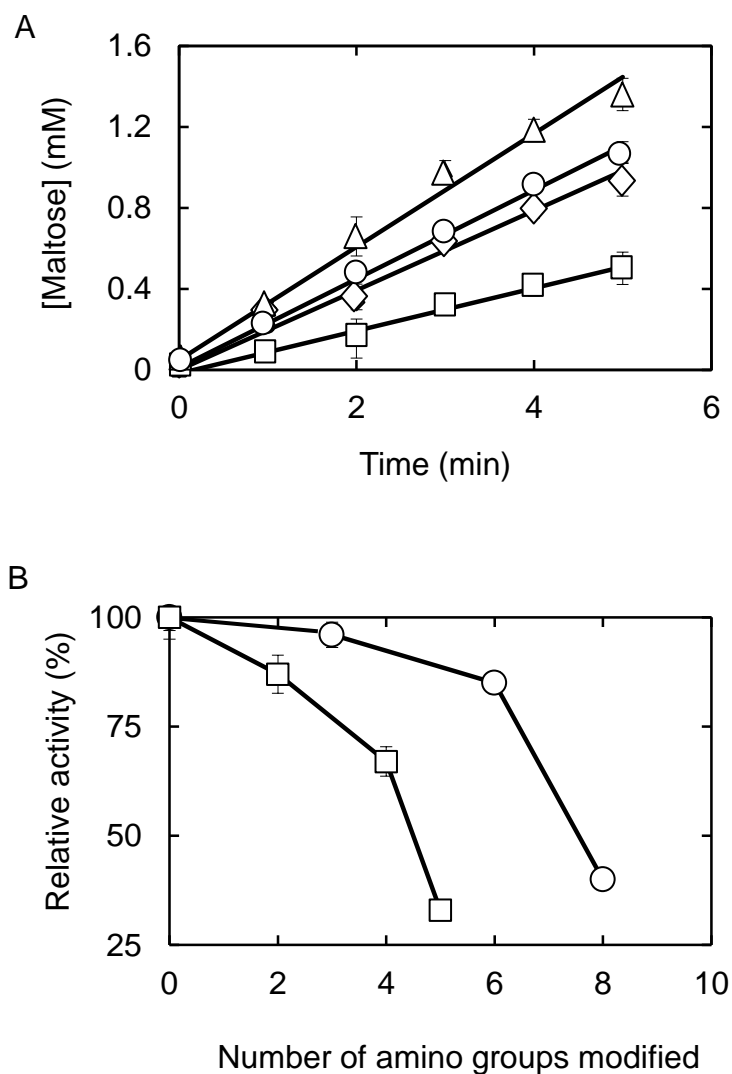 A
1.6
1.2
0.8
0.4
0
[Maltose] (mM)
0 2 4 6
Time (min)
B
100
75
50
25
Relative activity (%)
0 2 4 6 8 10
Number of amino groups modified